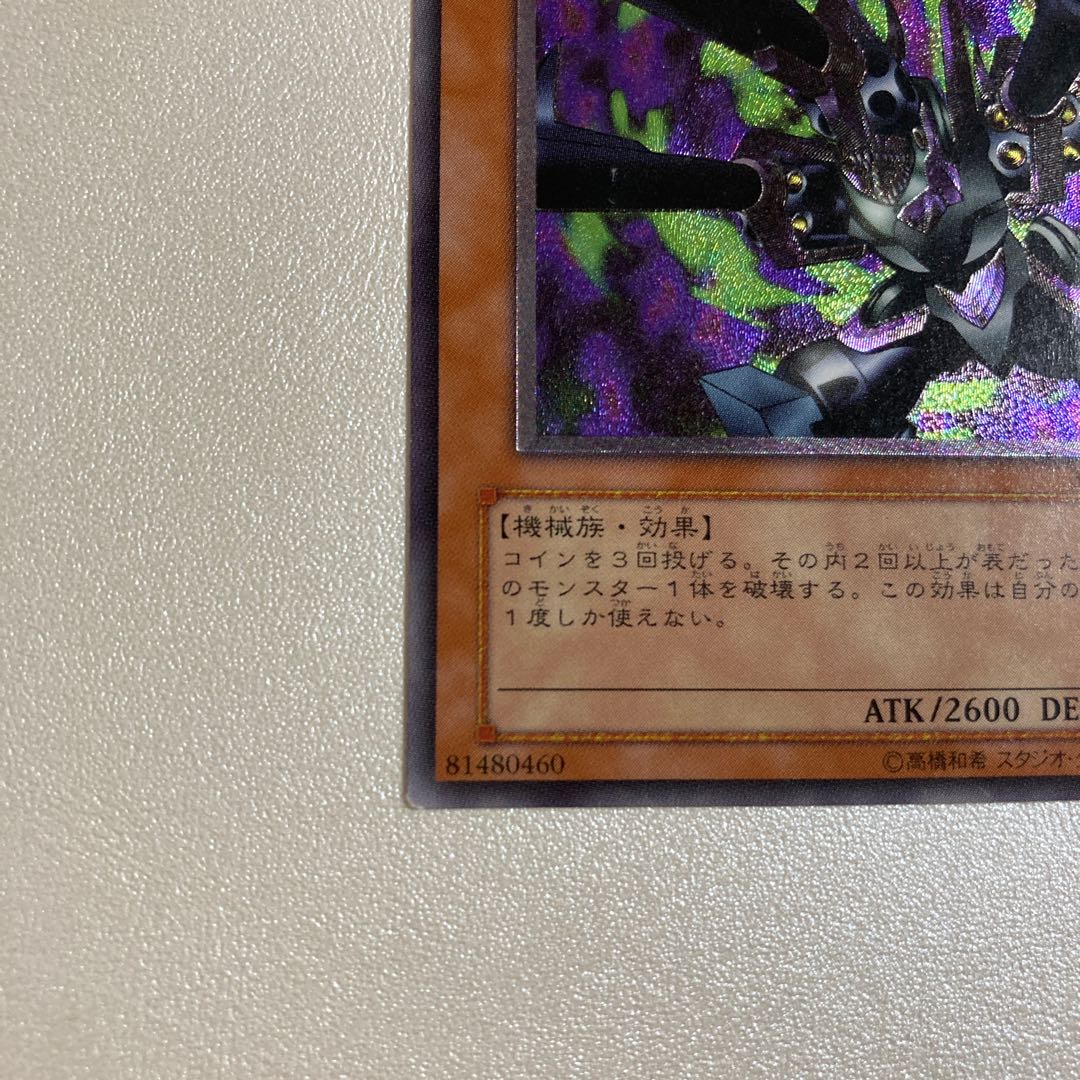 【機械族・効果】
コインを3回投げる。その内2回以上が表だった
のモンスター1体を破壊する。この効果は自分の
1度しか使えない。
ATK/2600 DE
81480460
©高橋和希 スタジオ・